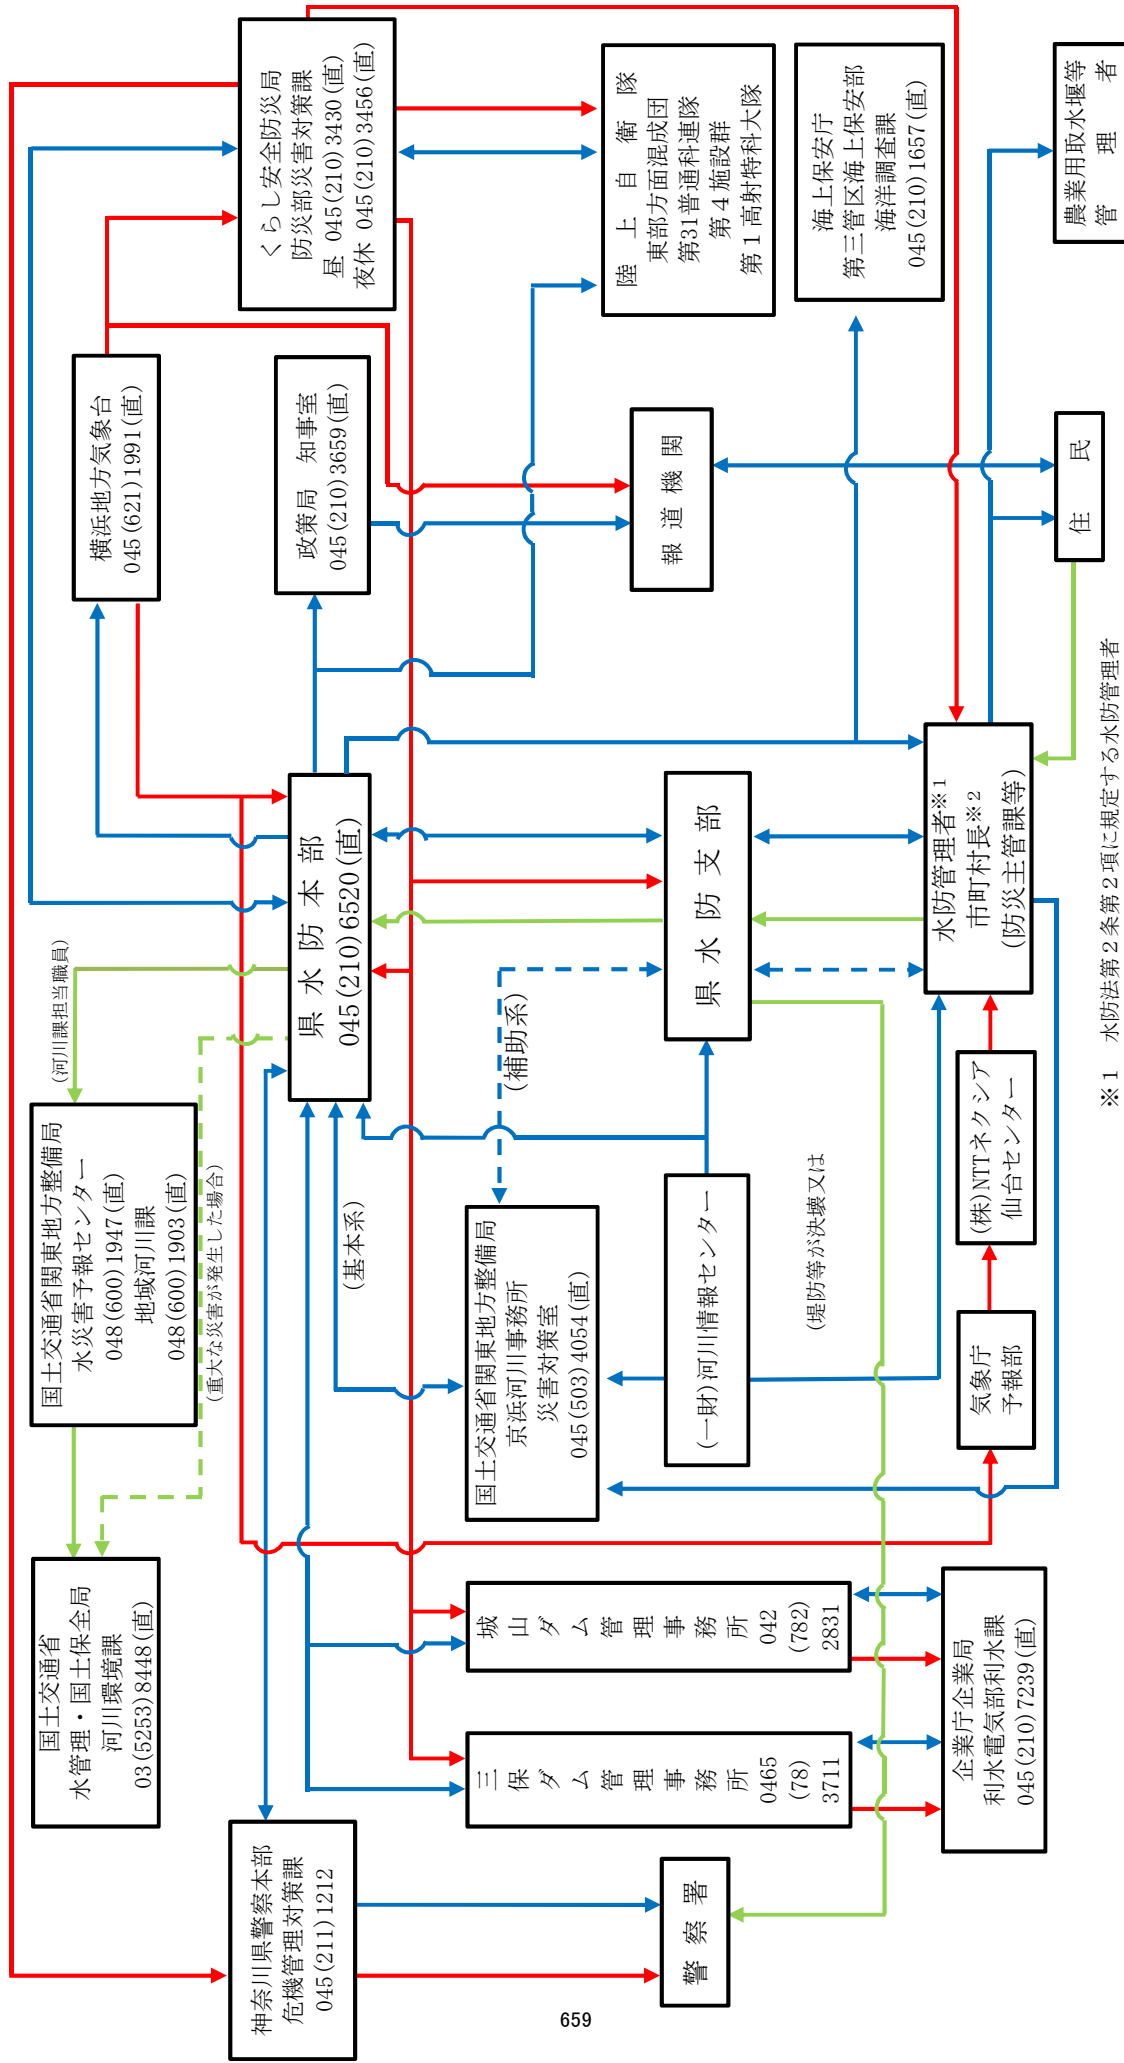 国土交通省
水管理・国土保全局
河川環境課
03(5253)8448(直)
国土交通省関東地方整備局
水災害予報センター
048(600)1947(直)
地域河川課
048(600)1903(直)
(河川課担当職員)
(重大な災害が発生した場合)
横浜地方気象台
045(621)1991(直)
くらし安全防災局
防災部災害対策課
昼 045(210)3430(直)
夜休 045(210)3456(直)
神奈川県警察本部
危機管理対策課
045(211)1212
県水防本部
045(210)6520(直)
政策局 知事室
045(210)3659(直)
(基本系)
(補助系)
三保ダム管理事務所
0465
(78)
3711
城山ダム管理事務所
042
(782)
2831
国土交通省関東地方整備局
京浜河川事務所
災害対策室
045(503)4054(直)
陸上自衛隊
東部方面混成団
第31普通科連隊
第4施設群
第1高射特科大隊
警察署
(一財)河川情報センター
県水防支部
報道機関
海上保安庁
第三管区海上保安部
海洋調査課
045(210)1657(直)
(堤防等が決壊又は
企業庁企業局
利水電気部利水課
045(210)7239(直)
気象庁
予報部
(株)NTTネクシア
仙台センター
水防管理者※1
市町村長※2
(防災主管課等)
住民
農業用取水堰等
管理者
※1 水防法第2条第2項に規定する水防管理者
659